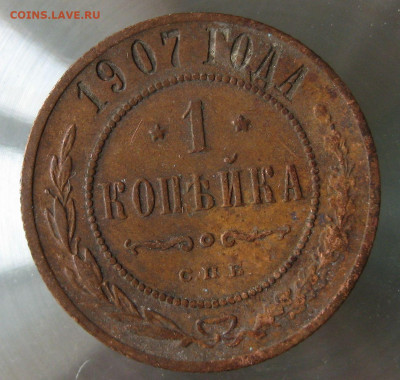 COINS.LAVE.RU
1907 ГОДА
1
КОПѢЙКА
С.П.Б.